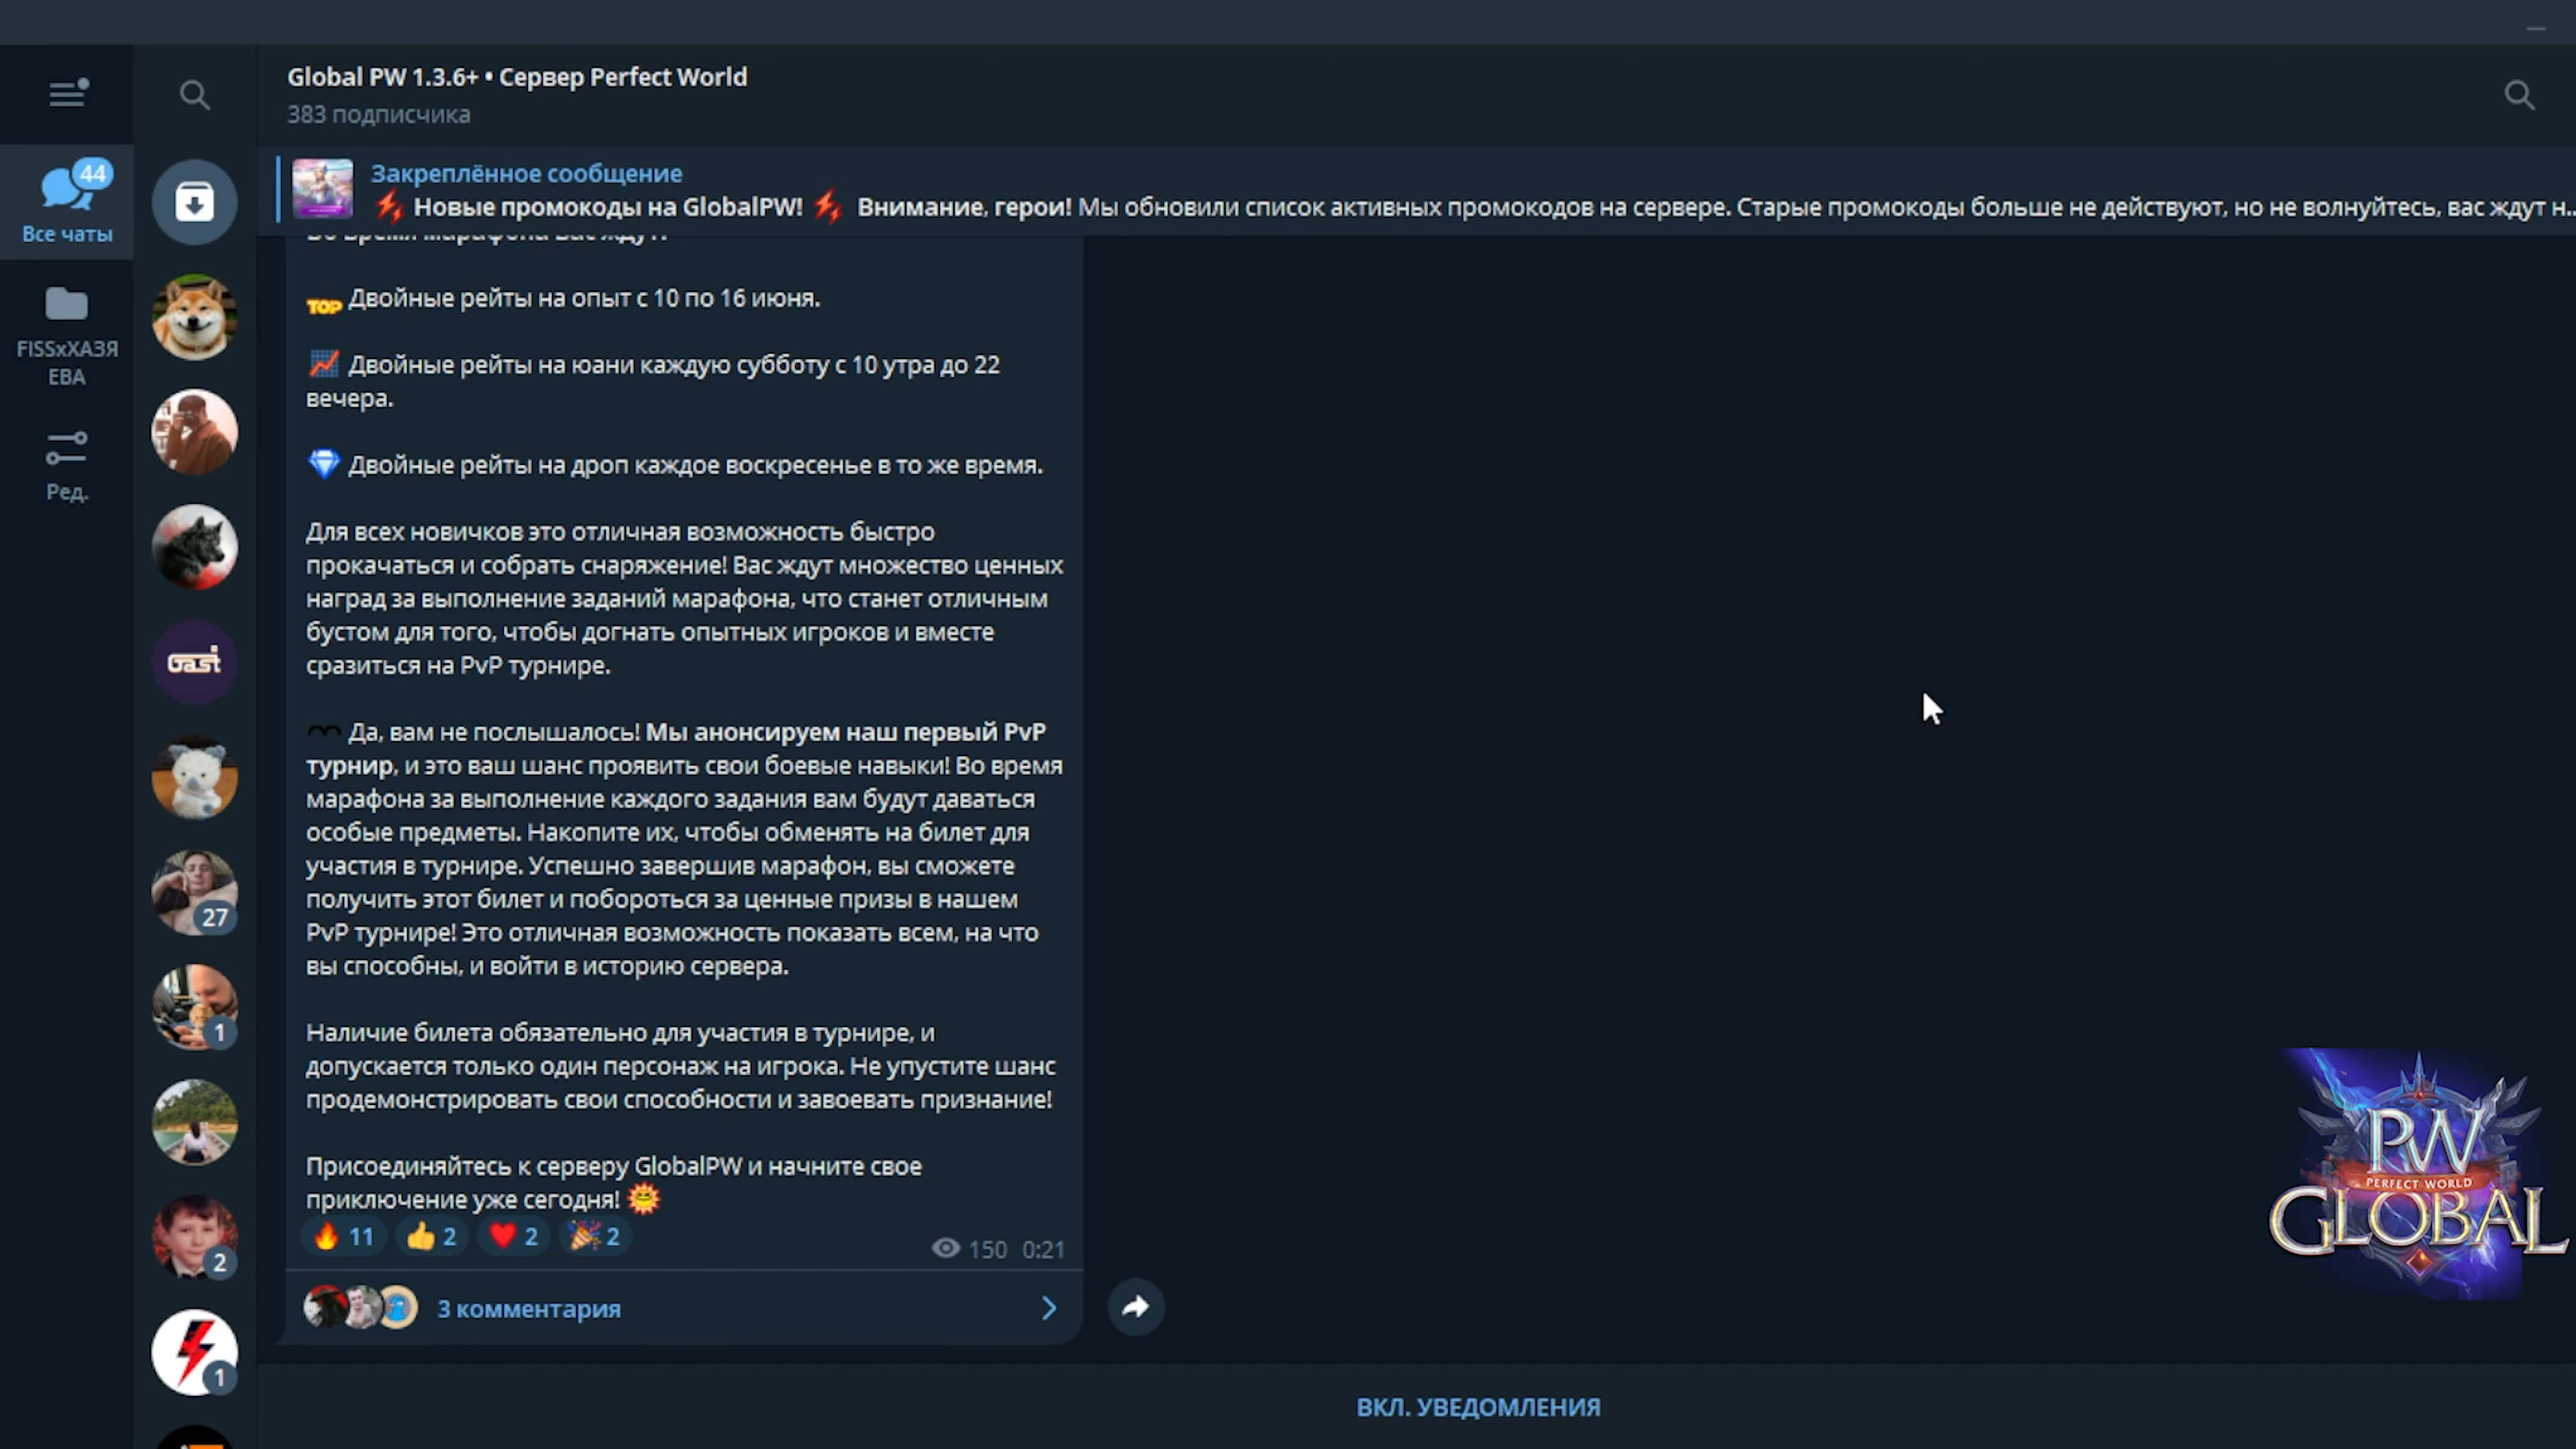 Global PW 1.3.6+ • Сервер Perfect World
383 подписчика
44
Все чаты
FISSxХАЗЯ
ЕВА
Ред.
Закреплённое сообщение
Новые промокоды на GlobalPW! Внимание, герои! Мы обновили список активных промокодов на сервере. Старые промокоды больше не действуют, но не волнуйтесь, вас ждут н...
Во время марафона вас ждут:
TOP Двойные рейты на опыт с 10 по 16 июня.
Двойные рейты на юани каждую субботу с 10 утра до 22
вечера.
Двойные рейты на дроп каждое воскресенье в то же время.
Для всех новичков это отличная возможность быстро
прокачаться и собрать снаряжение! Вас ждут множество ценных
наград за выполнение заданий марафона, что станет отличным
бустом для того, чтобы догнать опытных игроков и вместе
сразиться на PvP турнире.
Да, вам не послышалось! Мы анонсируем наш первый PvP
турнир, и это ваш шанс проявить свои боевые навыки! Во время
марафона за выполнение каждого задания вам будут даваться
особые предметы. Накопите их, чтобы обменять на билет для
участия в турнире. Успешно завершив марафон, вы сможете
получить этот билет и побороться за ценные призы в нашем
PvP турнире! Это отличная возможность показать всем, на что
вы способны, и войти в историю сервера.
Наличие билета обязательно для участия в турнире, и
допускается только один персонаж на игрока. Не упустите шанс
продемонстрировать свои способности и завоевать признание!
Присоединяйтесь к серверу GlobalPW и начните свое
приключение уже сегодня!
11 2 2 2
150 0:21
3 комментария
ВКЛ. УВЕДОМЛЕНИЯ
Gast
27
1
2
1
PW
PERFECT WORLD
GLOBAL